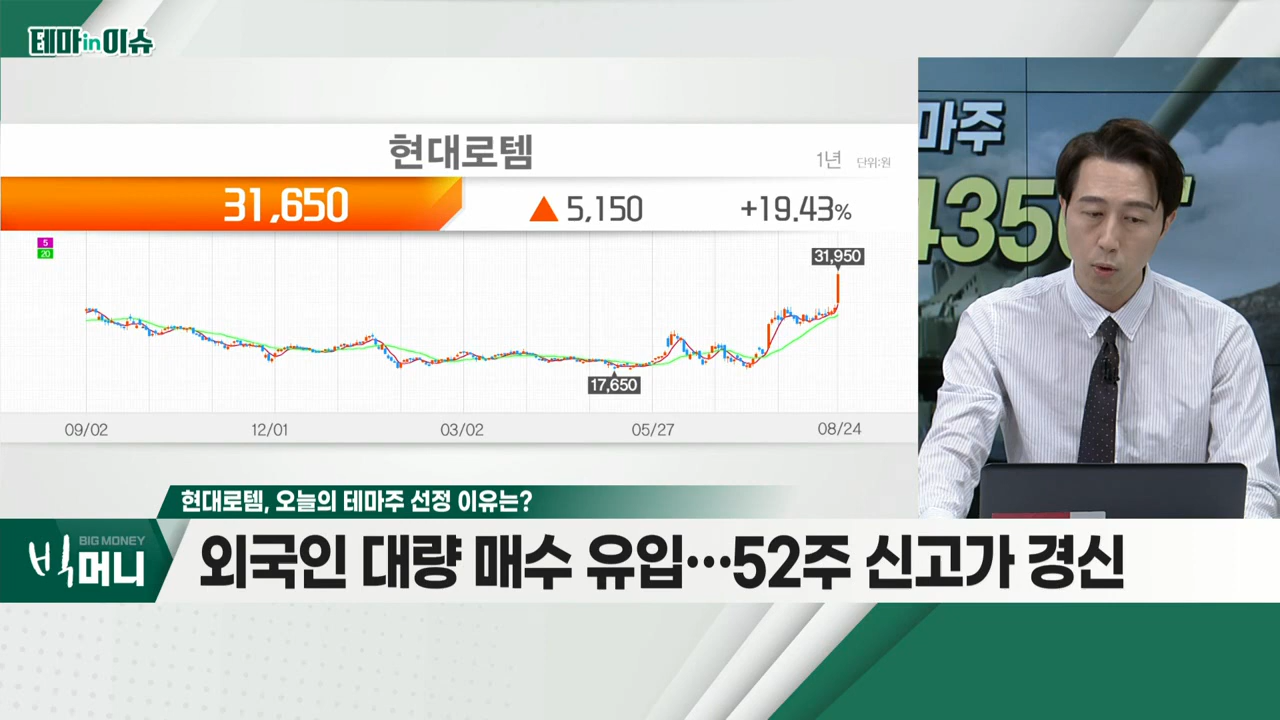 테마in이슈
현대로템
1년 단위:원
31,650 ▲ 5,150 +19.43%
5
20
31,950
17,650
09/02 12/01 03/02 05/27 08/24
마주
435
현대로템, 오늘의 테마주 선정 이유는?
BIG MONEY
빅머니
외국인 대량 매수 유입…52주 신고가 경신